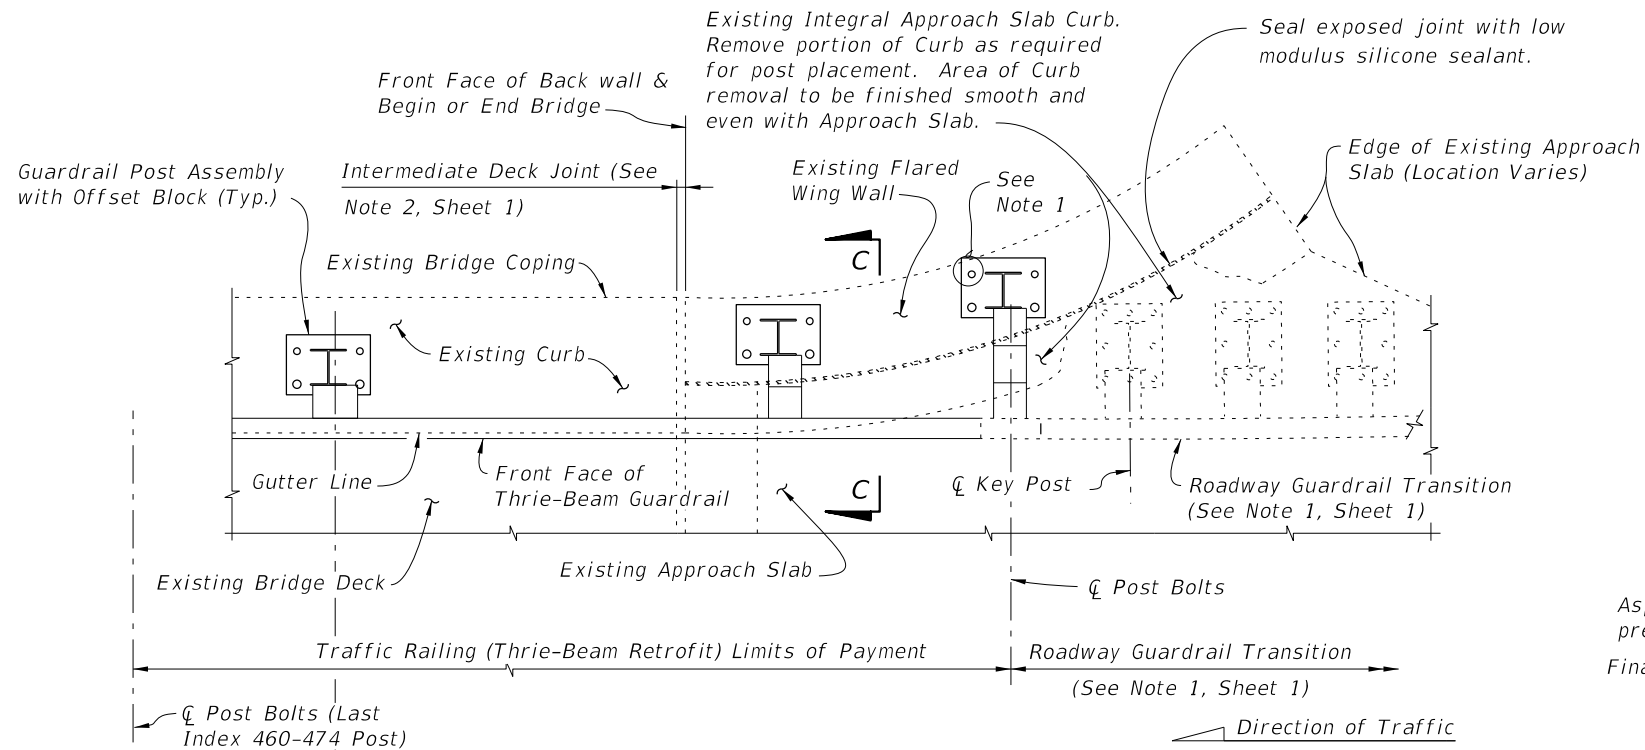 Existing Integral Approach Slab Curb.
Remove portion of Curb as required
for post placement. Area of Curb
removal to be finished smooth and
even with Approach Slab.
Seal exposed joint with low
modulus silicone sealant.
Front Face of Back wall &
Begin or End Bridge
Edge of Existing Approach
Slab (Location Varies)
Guardrail Post Assembly
with Offset Block (Typ.)
Intermediate Deck Joint (See
Note 2, Sheet 1)
Existing Flared
Wing Wall
See
Note 1
C
Existing Bridge Coping
Existing Curb
Gutter Line
Front Face of
Thrie-Beam Guardrail
C
℄ Key Post
Roadway Guardrail Transition
(See Note 1, Sheet 1)
Existing Bridge Deck
Existing Approach Slab
℄ Post Bolts
Traffic Railing (Thrie-Beam Retrofit) Limits of Payment
Roadway Guardrail Transition
(See Note 1, Sheet 1)
℄ Post Bolts (Last
Index 460-474 Post)
Direction of Traffic